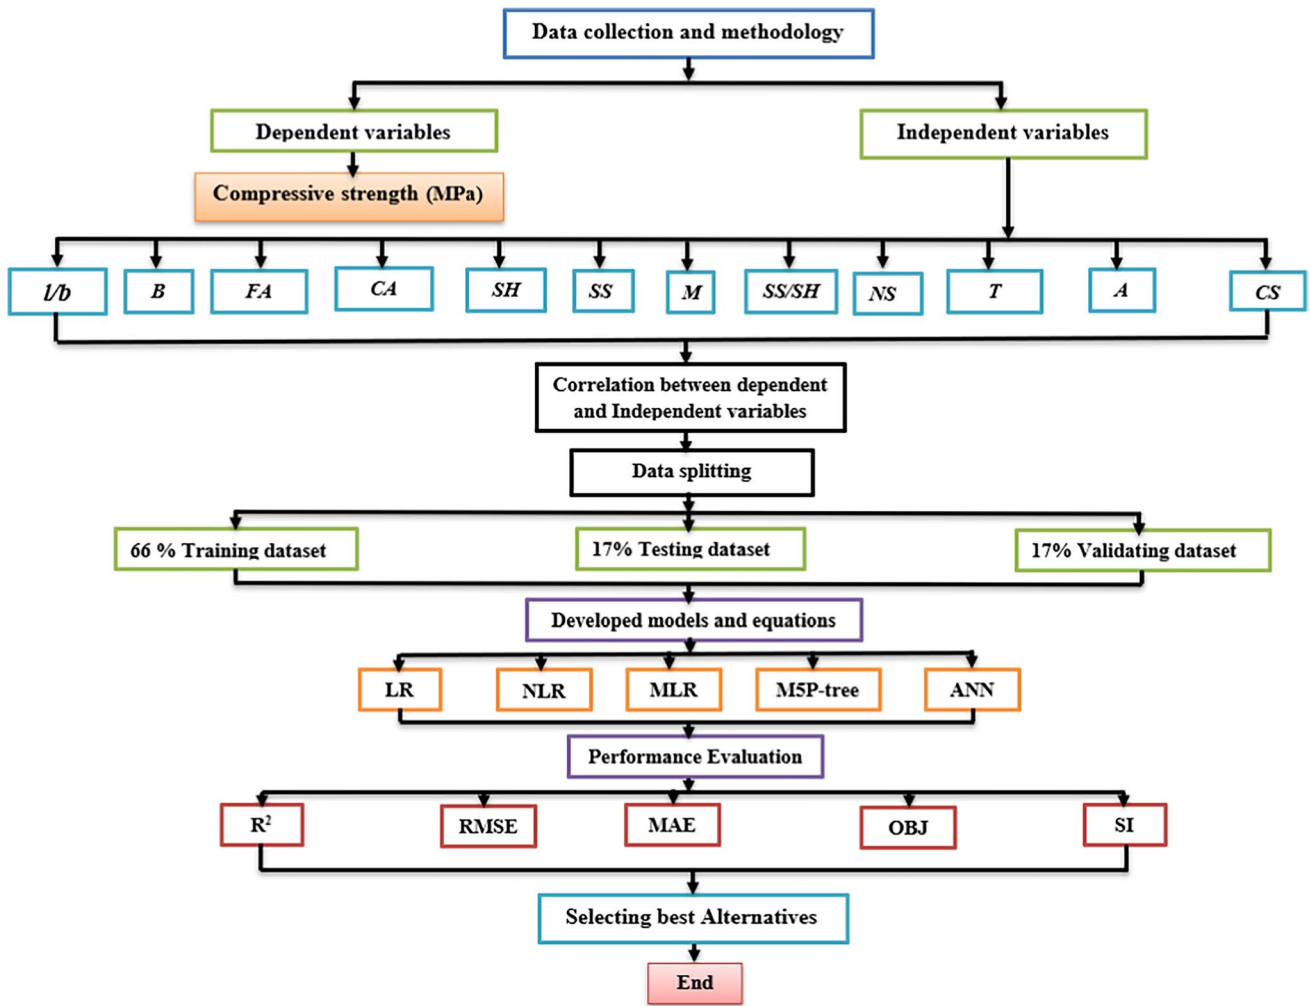 Data collection and methodology
Dependent variables
Independent variables
Compressive strength (MPa)
l/b
B
FA
CA
SH
SS
M
SS/SH
NS
T
A
CS
Correlation between dependent
and Independent variables
Data splitting
66 % Training dataset
17% Testing dataset
17% Validating dataset
Developed models and equations
LR
NLR
MLR
M5P-tree
ANN
Performance Evaluation
R²
RMSE
MAE
OBJ
SI
Selecting best Alternatives
End